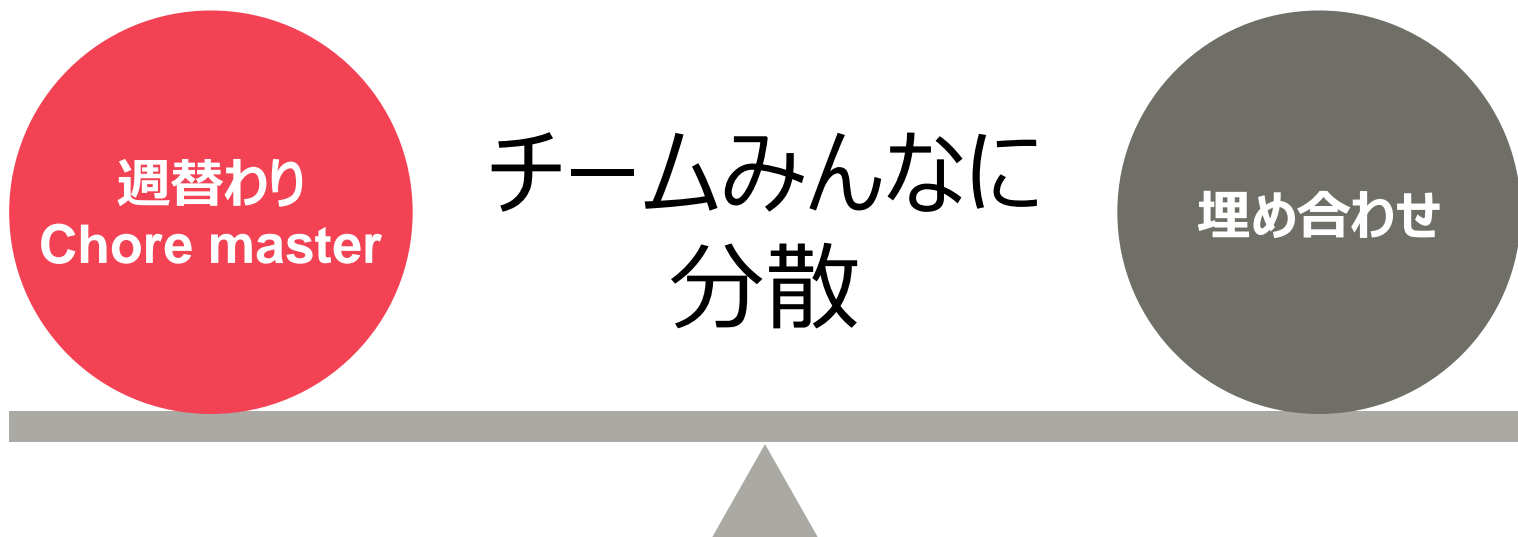 週替わり
Chore master
チームみんなに
分散
埋め合わせ